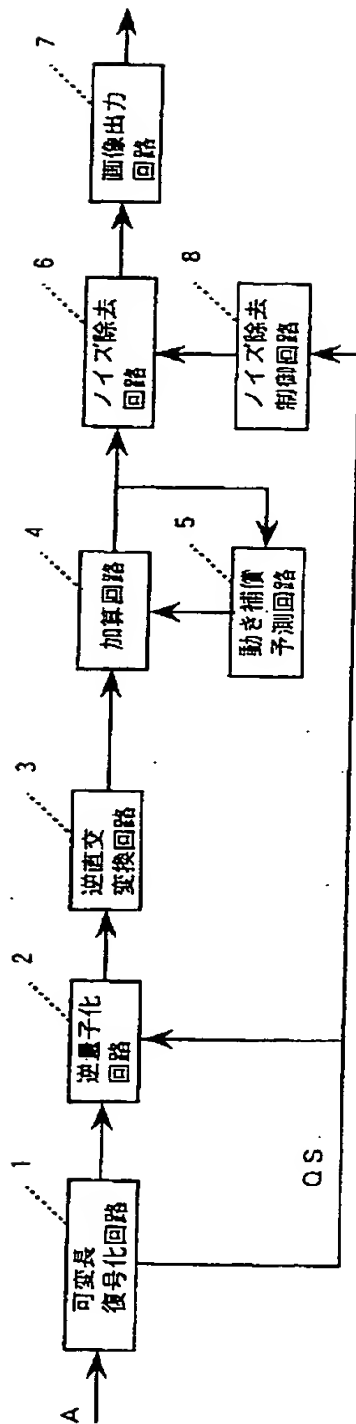 A
1
可変長
復号化回路
2
逆量子化
回路
3
逆直交
変換回路
4
加算回路
5
動き補償
予測回路
6
ノイズ除去
回路
7
画像出力
回路
8
ノイズ除去
制御回路
QS